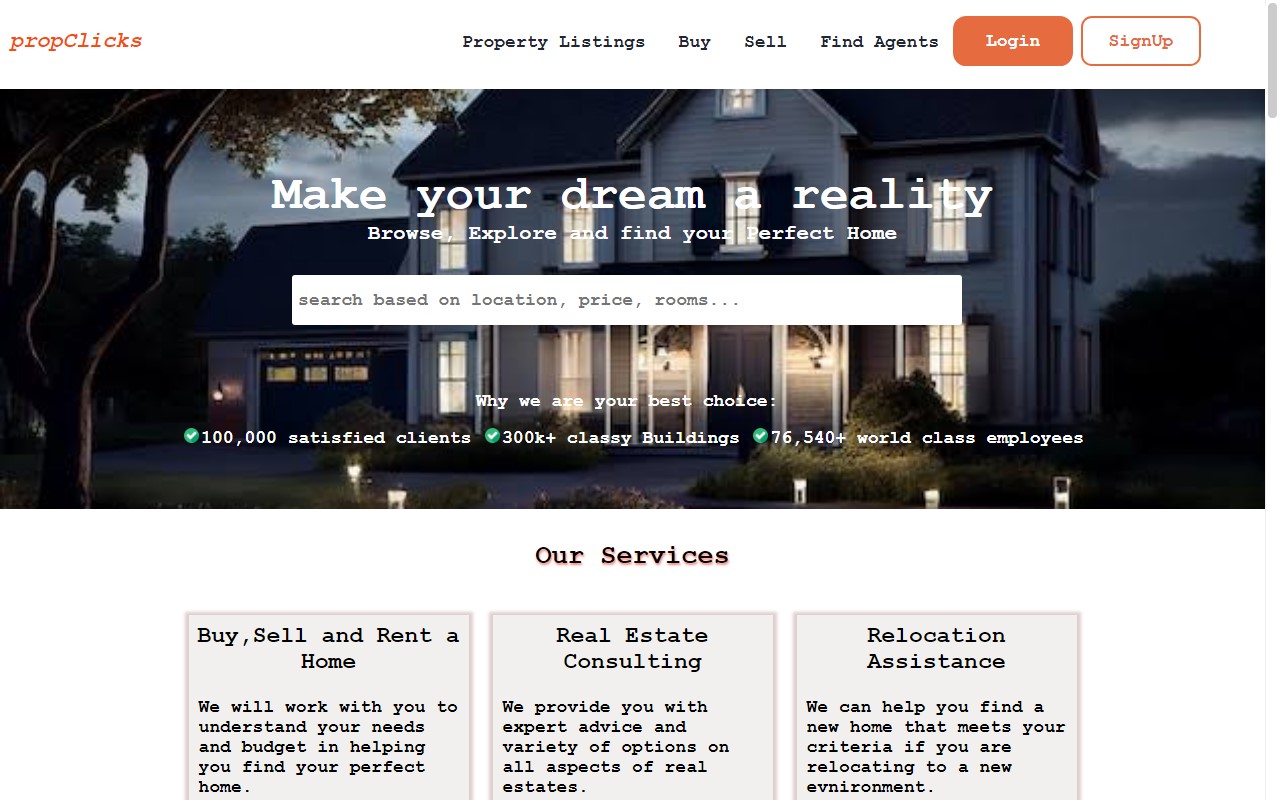 propClicks
Property Listings Buy Sell Find Agents Login SignUp
Make your dream a reality
Browse, Explore and find your Perfect Home
search based on location, price, rooms...
Why we are your best choice:
100,000 satisfied clients 300k+ classy Buildings 76,540+ world class employees
Our Services
Buy,Sell and Rent a
Home
We will work with you to
understand your needs
and budget in helping
you find your perfect
home.
Real Estate
Consulting
We provide you with
expert advice and
variety of options on
all aspects of real
estates.
Relocation
Assistance
We can help you find a
new home that meets your
criteria if you are
relocating to a new
evnironment.